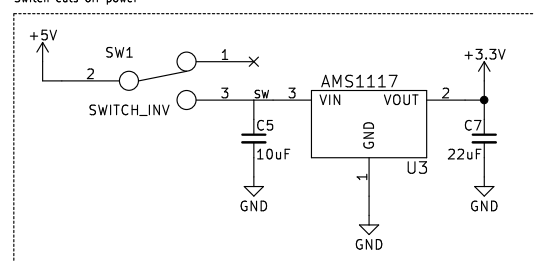 Switch cuts off power
+5V
SW1
1
2
+3.3V
AMS1117
SWITCH_INV
3
SW
3
VIN
VOUT
2
GND
C5
10uF
C7
22uF
1
U3
GND
GND
GND